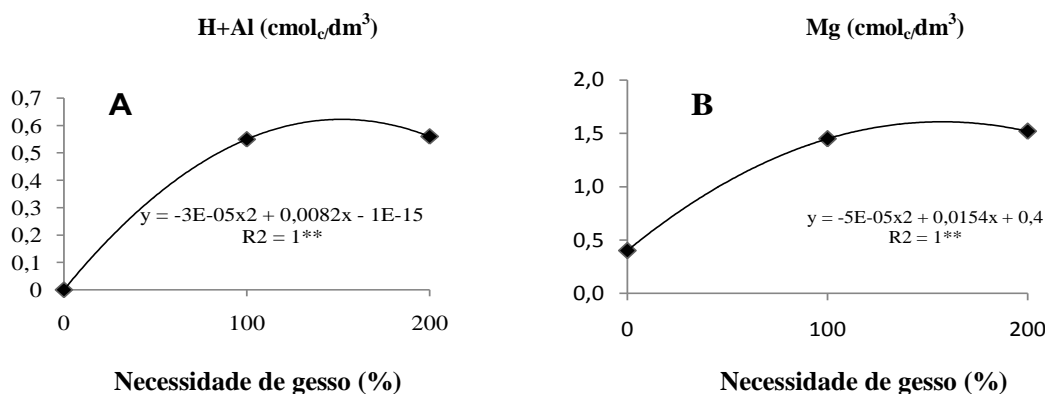 H+Al (cmolc/dm3)
A
0,7
0,6
0,5
0,4
0,3
0,2
0,1
0
y = -3E-05x2 + 0,0082x - 1E-15
R2 = 1**
0 100 200
Necessidade de gesso (%)
Mg (cmolc/dm3)
B
2,0
1,5
1,0
0,5
0,0
y = -5E-05x2 + 0,0154x + 0,4
R2 = 1**
0 100 200
Necessidade de gesso (%)